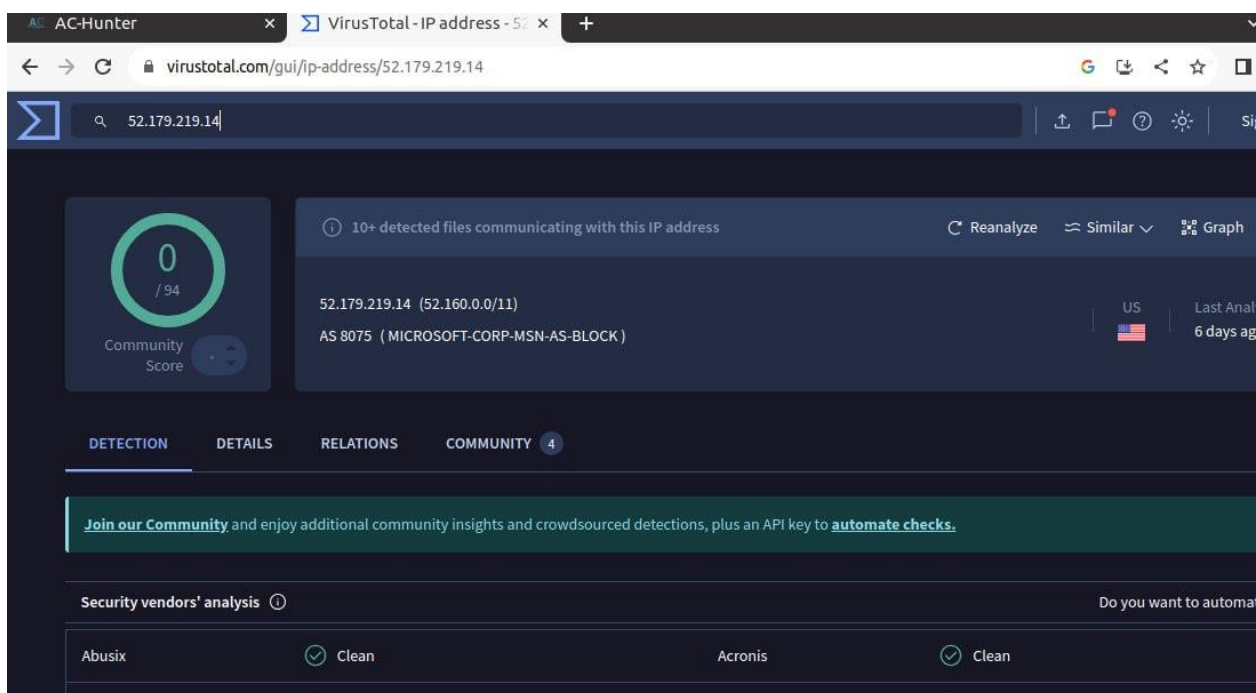 AC AC-Hunter × VirusTotal - IP address - 52 × +
virustotal.com/gui/ip-address/52.179.219.14
52.179.219.14
0
/ 94
Community
Score
10+ detected files communicating with this IP address Reanalyze Similar Graph
52.179.219.14 (52.160.0.0/11)
AS 8075 ( MICROSOFT-CORP-MSN-AS-BLOCK )
US
Last Anal
6 days ag
DETECTION DETAILS RELATIONS COMMUNITY 4
Join our Community and enjoy additional community insights and crowdsourced detections, plus an API key to automate checks.
Security vendors' analysis Do you want to automat
Abusix Clean Acronis Clean